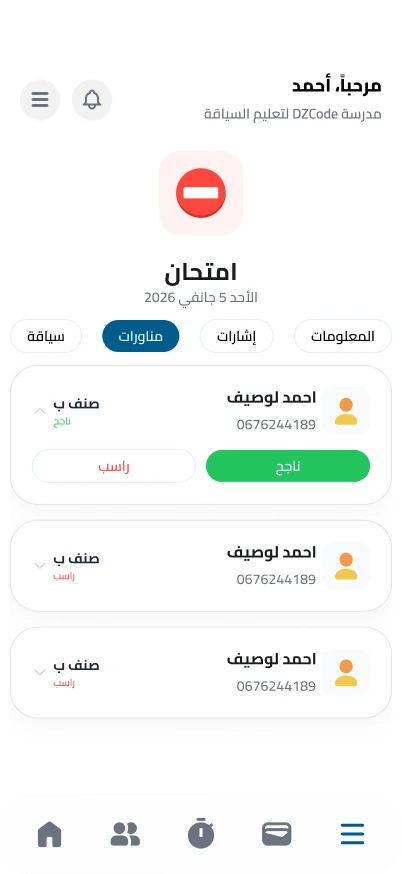 مرحباً، أحمد
مدرسة DZCode لتعليم السياقة
امتحان
الأحد 5 جانفي 2026
المعلومات
إشارات
مناورات
سياقة
احمد لوصيف
0676244189
صنف ب
ناجح
ناجح
راسب
احمد لوصيف
0676244189
صنف ب
راسب
احمد لوصيف
0676244189
صنف ب
راسب